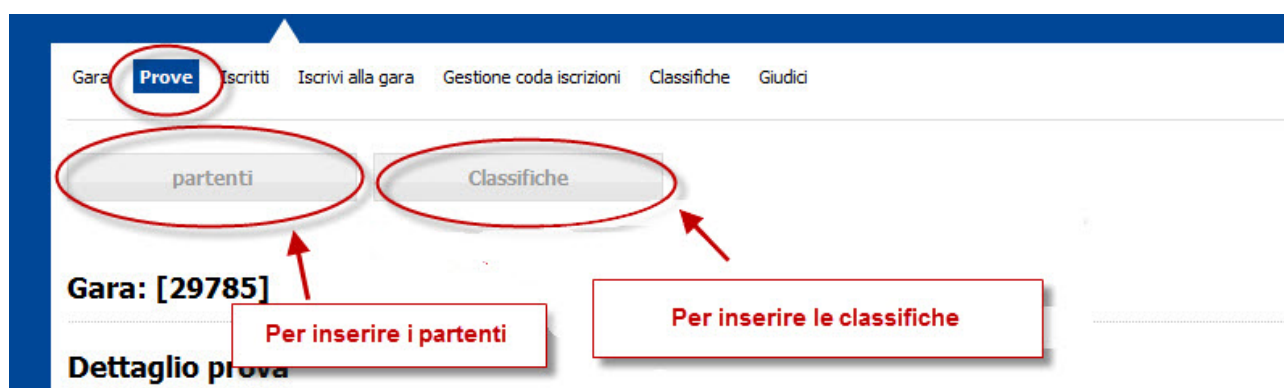 Gara Prove Iscritti Iscrivi alla gara Gestione coda iscrizioni Classifiche Giudici
partenti Classifiche
Gara: [29785]
Per inserire i partenti
Per inserire le classifiche
Dettaglio prova